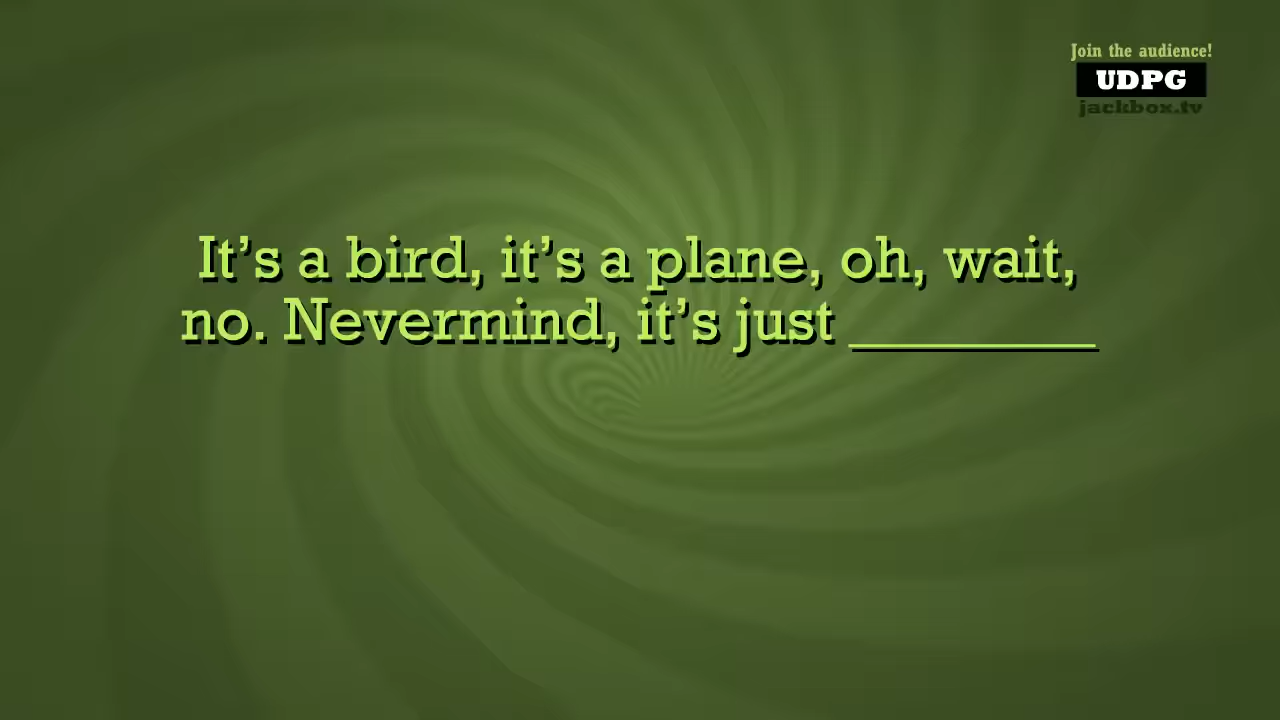 Join the audience!
UDPG
jackbox.tv
It's a bird, it's a plane, oh, wait,
no. Nevermind, it's just ________